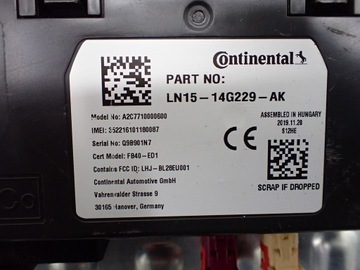 Continental
PART NO:
LN15-14G229-AK
Model No: A2C7710000600
IMEI: 352216101180087
Serial No: Q9B901N7
Cert Model: FB40-ED1
Contains FCC ID: LHJ-BL28EU001
Continental Automotive GmbH
Vahrenwalder Strasse 9
30165 Hanover, Germany
ASSEMBLED IN HUNGARY
2019.11.28
S12HE
CE
SCRAP IF DROPPED